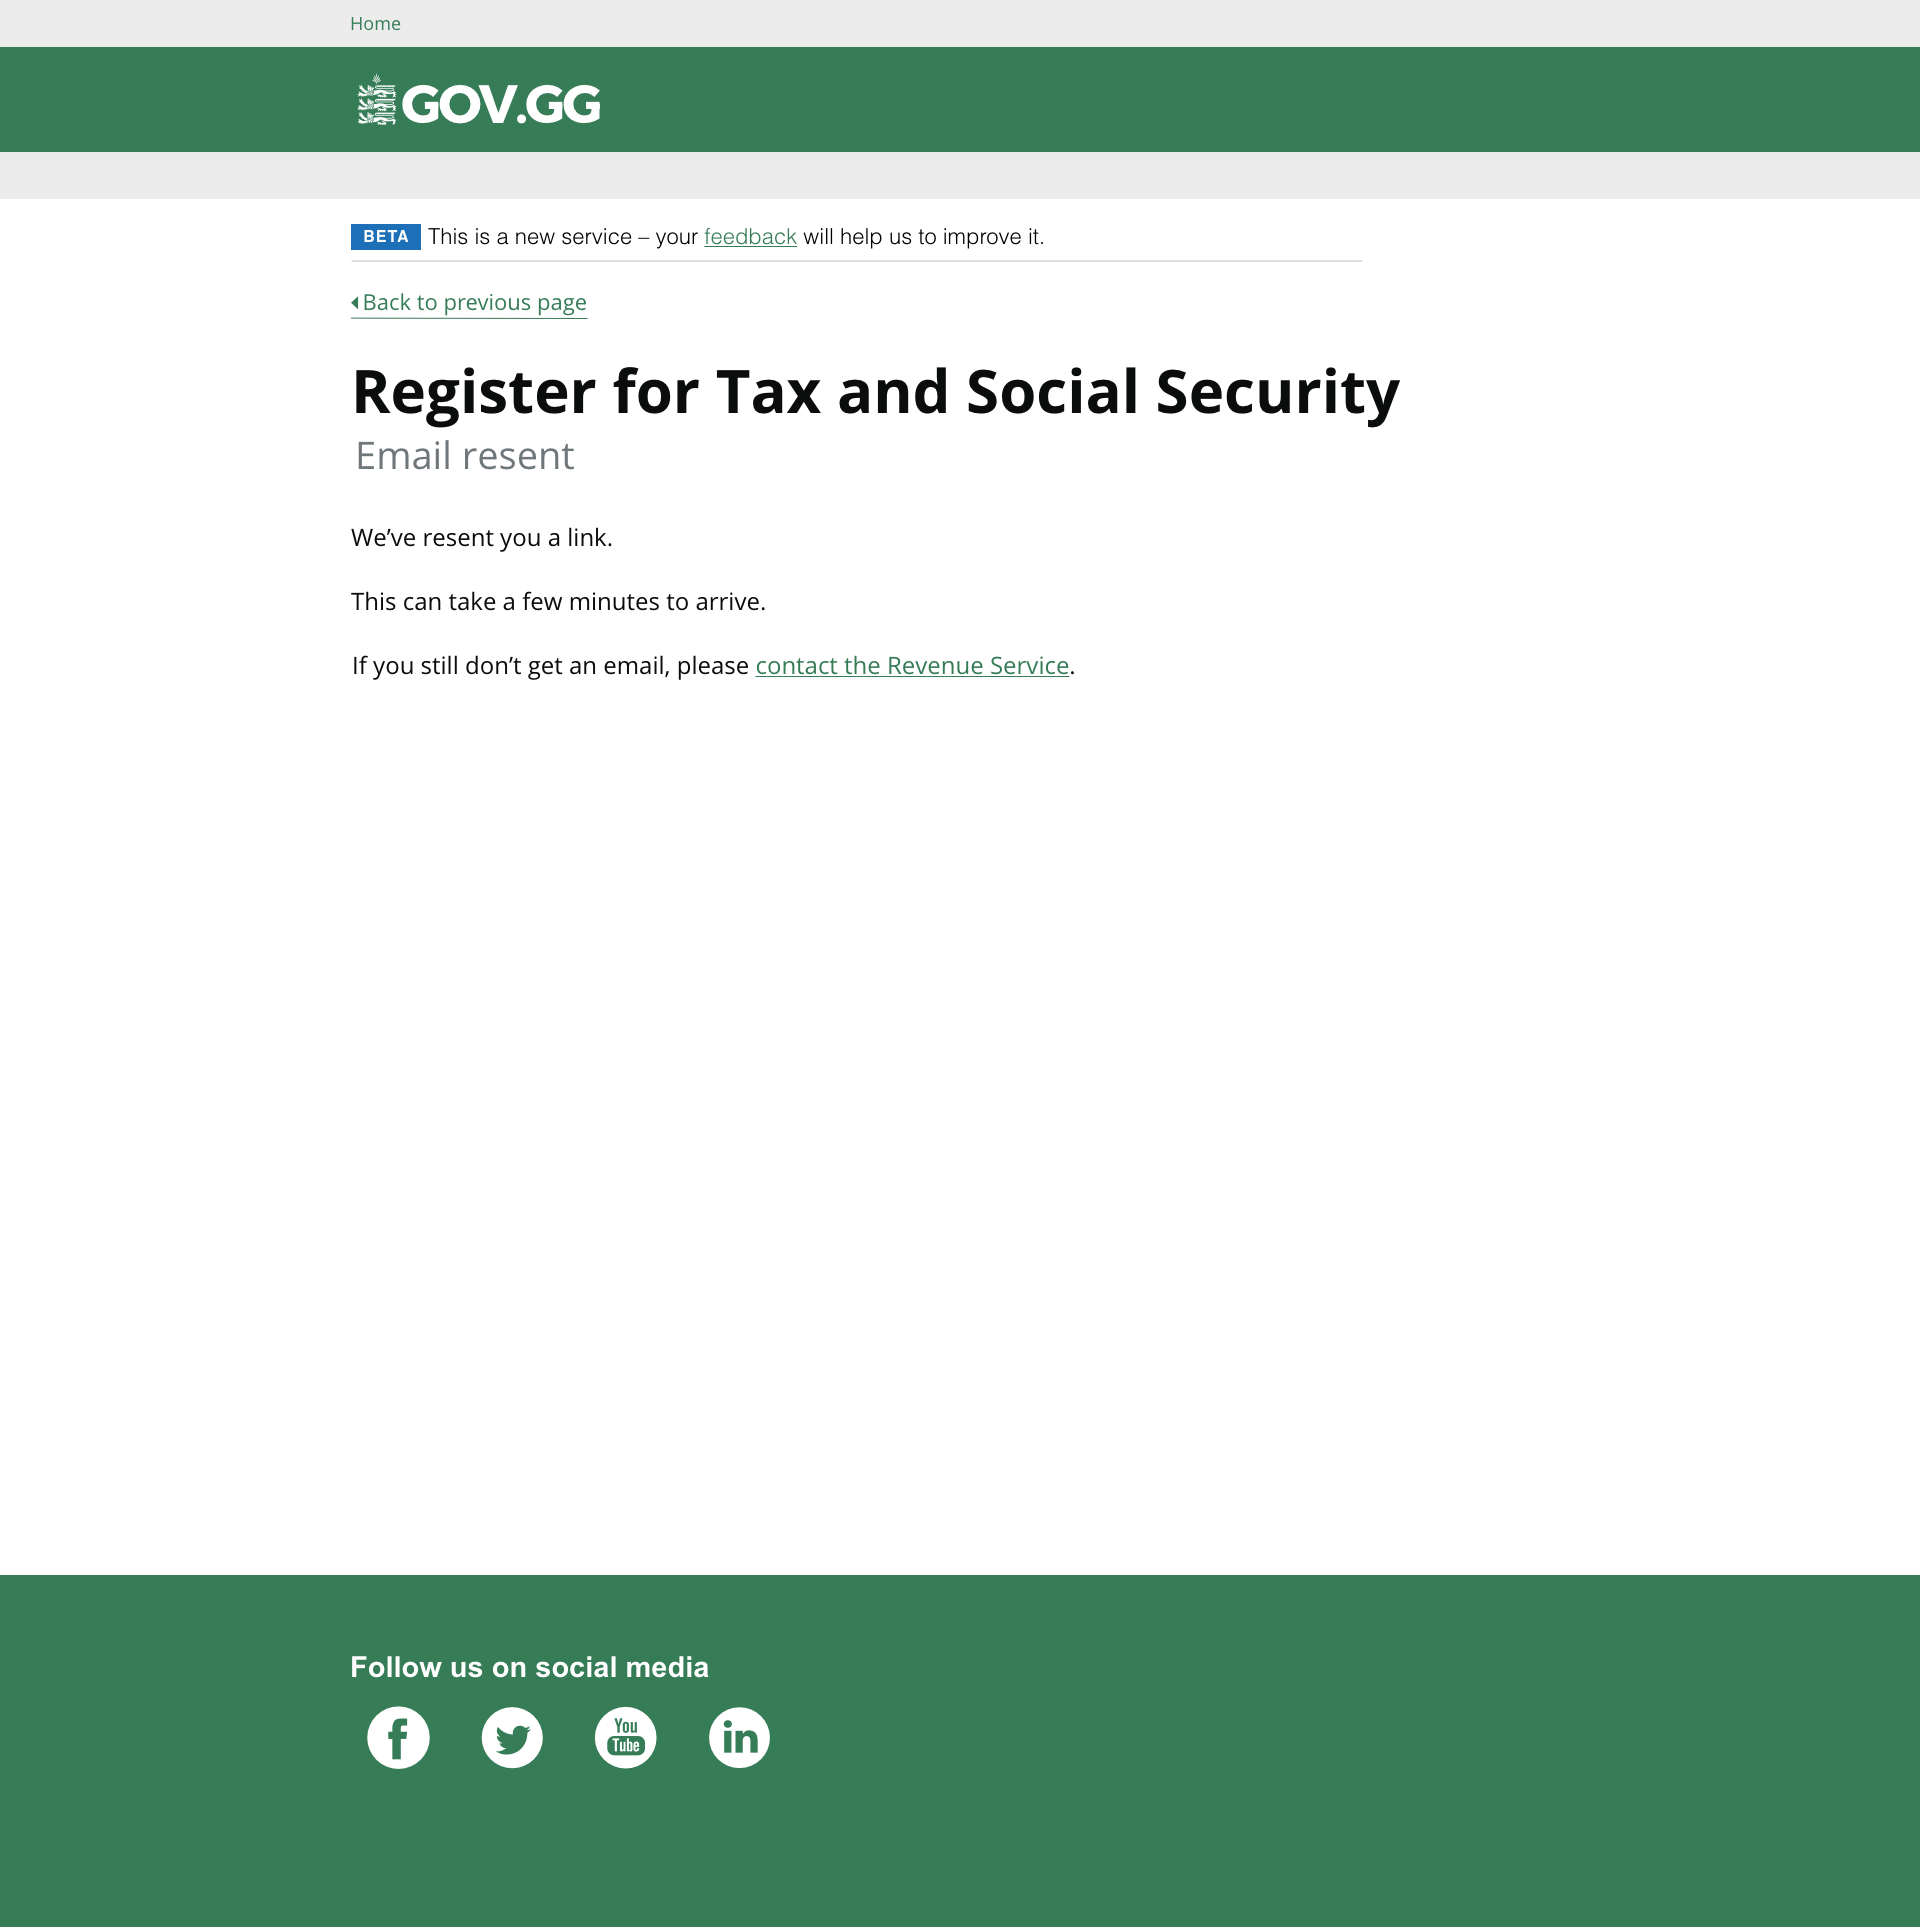 Home
GOV.GG
BETA This is a new service – your feedback will help us to improve it.
Back to previous page
Register for Tax and Social Security
Email resent
We’ve resent you a link.
This can take a few minutes to arrive.
If you still don’t get an email, please contact the Revenue Service.
Follow us on social media
f You Tube in